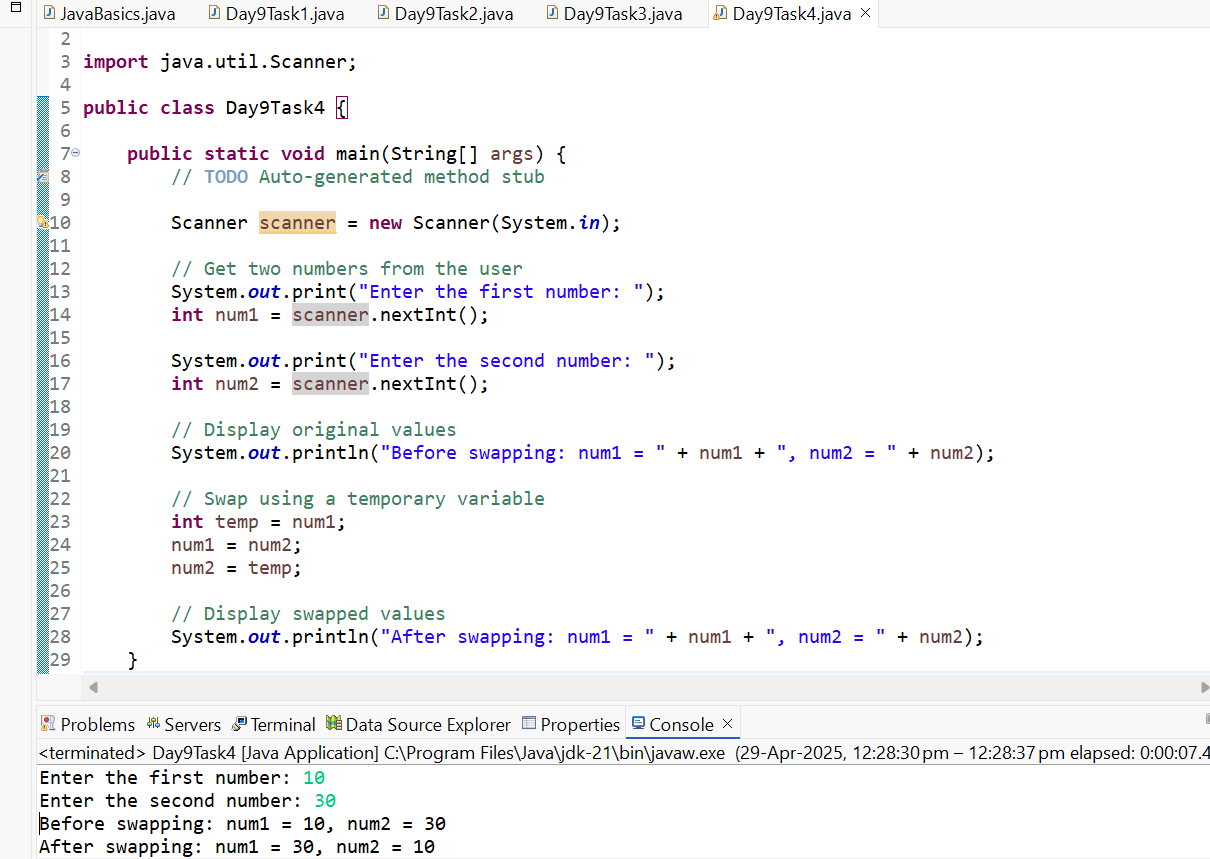 JavaBasics.java Day9Task1.java Day9Task2.java Day9Task3.java Day9Task4.java
2
3 import java.util.Scanner;
4
5 public class Day9Task4 {
6
7 public static void main(String[] args) {
8 // TODO Auto-generated method stub
9
10 Scanner scanner = new Scanner(System.in);
11
12 // Get two numbers from the user
13 System.out.print("Enter the first number: ");
14 int num1 = scanner.nextInt();
15
16 System.out.print("Enter the second number: ");
17 int num2 = scanner.nextInt();
18
19 // Display original values
20 System.out.println("Before swapping: num1 = " + num1 + ", num2 = " + num2);
21
22 // Swap using a temporary variable
23 int temp = num1;
24 num1 = num2;
25 num2 = temp;
26
27 // Display swapped values
28 System.out.println("After swapping: num1 = " + num1 + ", num2 = " + num2);
29 }
Problems Servers Terminal Data Source Explorer Properties Console
<terminated> Day9Task4 [Java Application] C:\Program Files\Java\jdk-21\bin\javaw.exe (29-Apr-2025, 12:28:30 pm – 12:28:37 pm elapsed: 0:00:07.4
Enter the first number: 10
Enter the second number: 30
Before swapping: num1 = 10, num2 = 30
After swapping: num1 = 30, num2 = 10